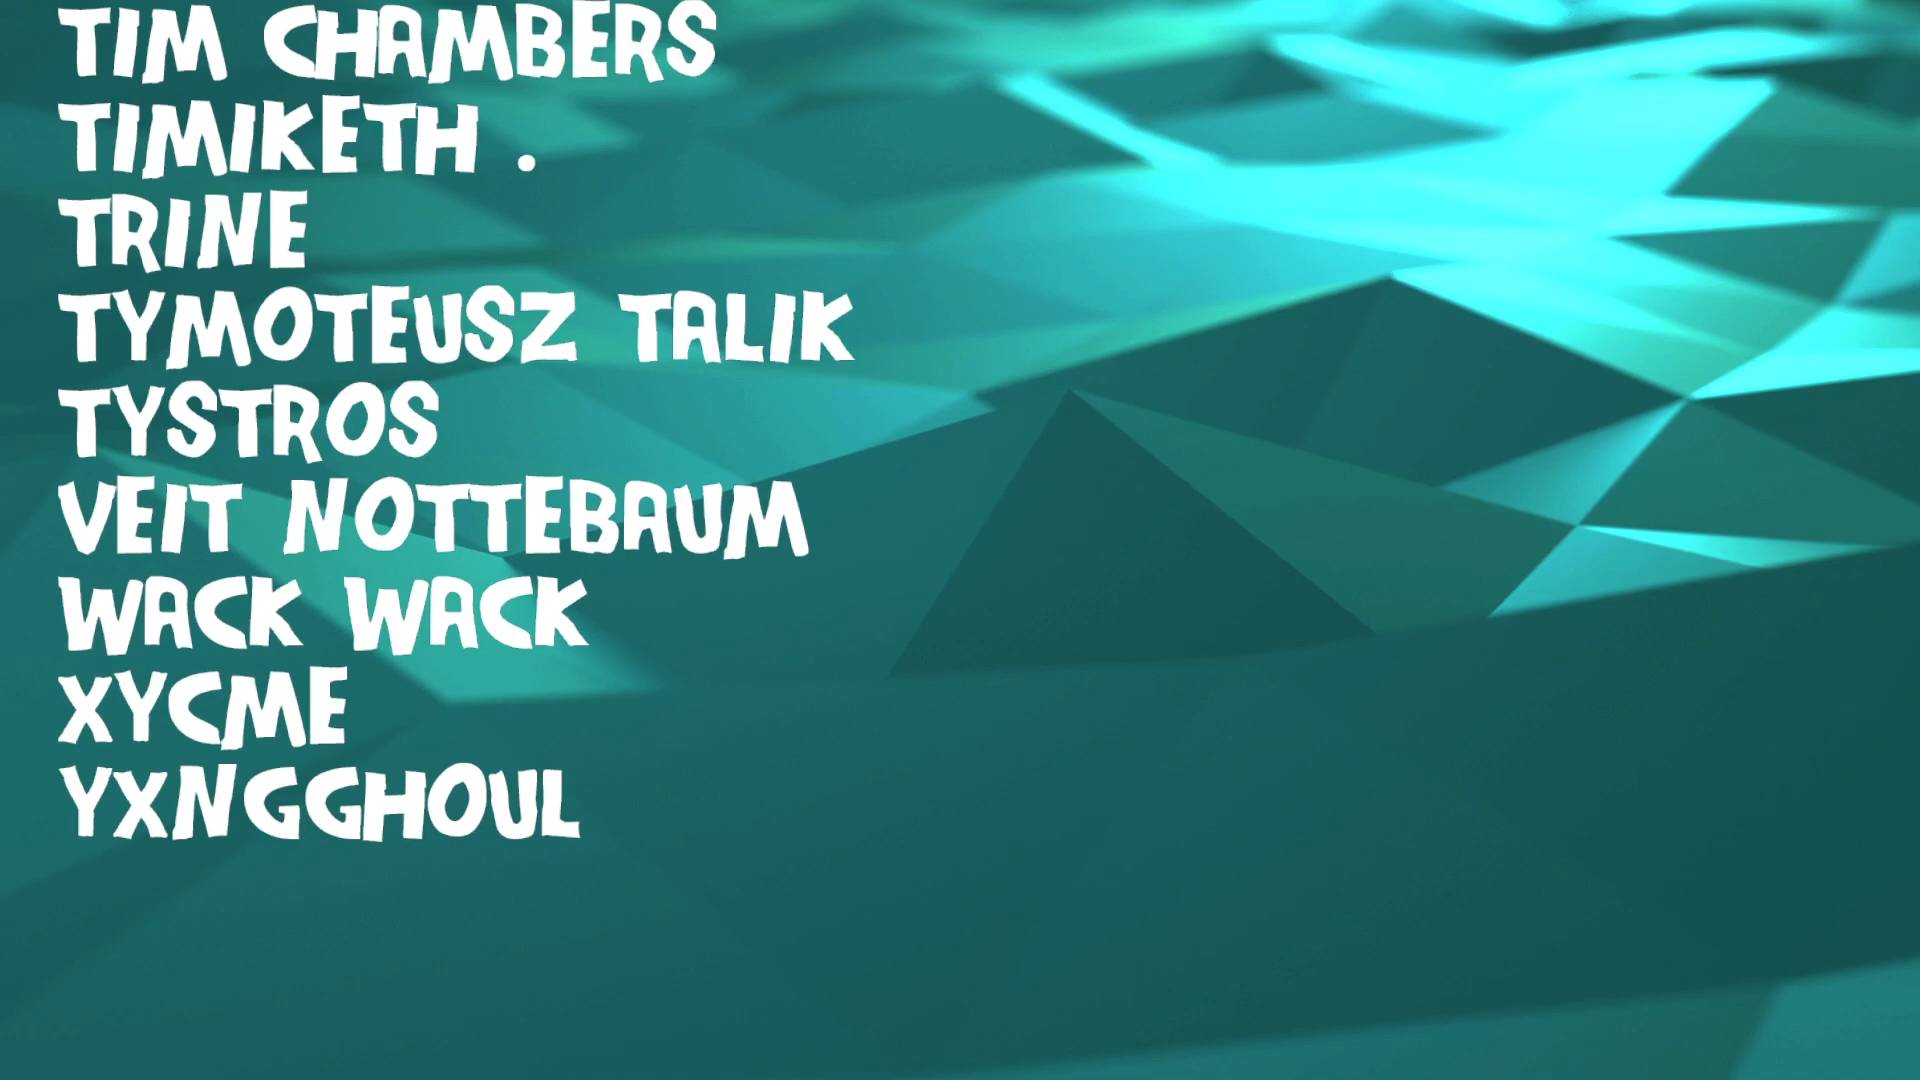 TIM CHAMBERS
TIMIKETH .
TRINE
TYMOTEUSZ TALIK
TYSTROS
VEIT NOTTEBAUM
WACK WACK
XYCME
YXNGGHOUL